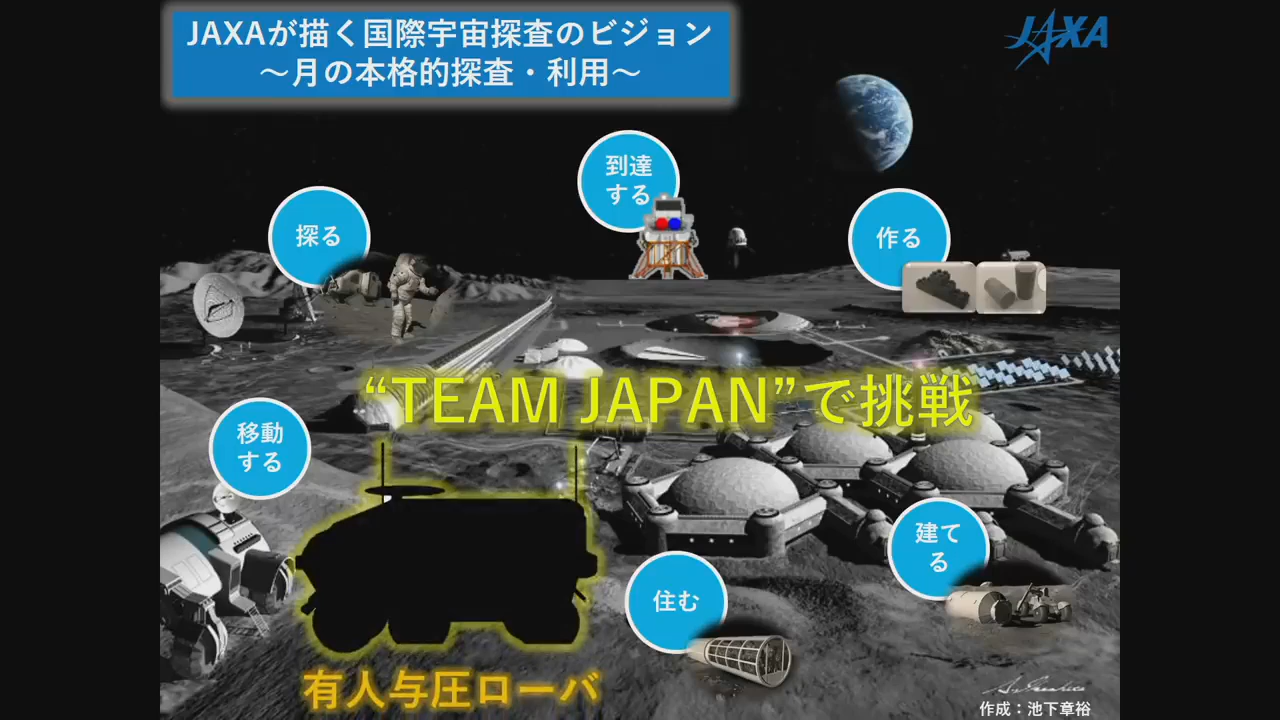 JAXAが描く国際宇宙探査のビジョン
～月の本格的探査・利用～
JAXA
到達
する
探る
作る
“TEAM JAPAN”で挑戦
移動
する
建て
る
住む
有人与圧ローバ
作成：池下章裕